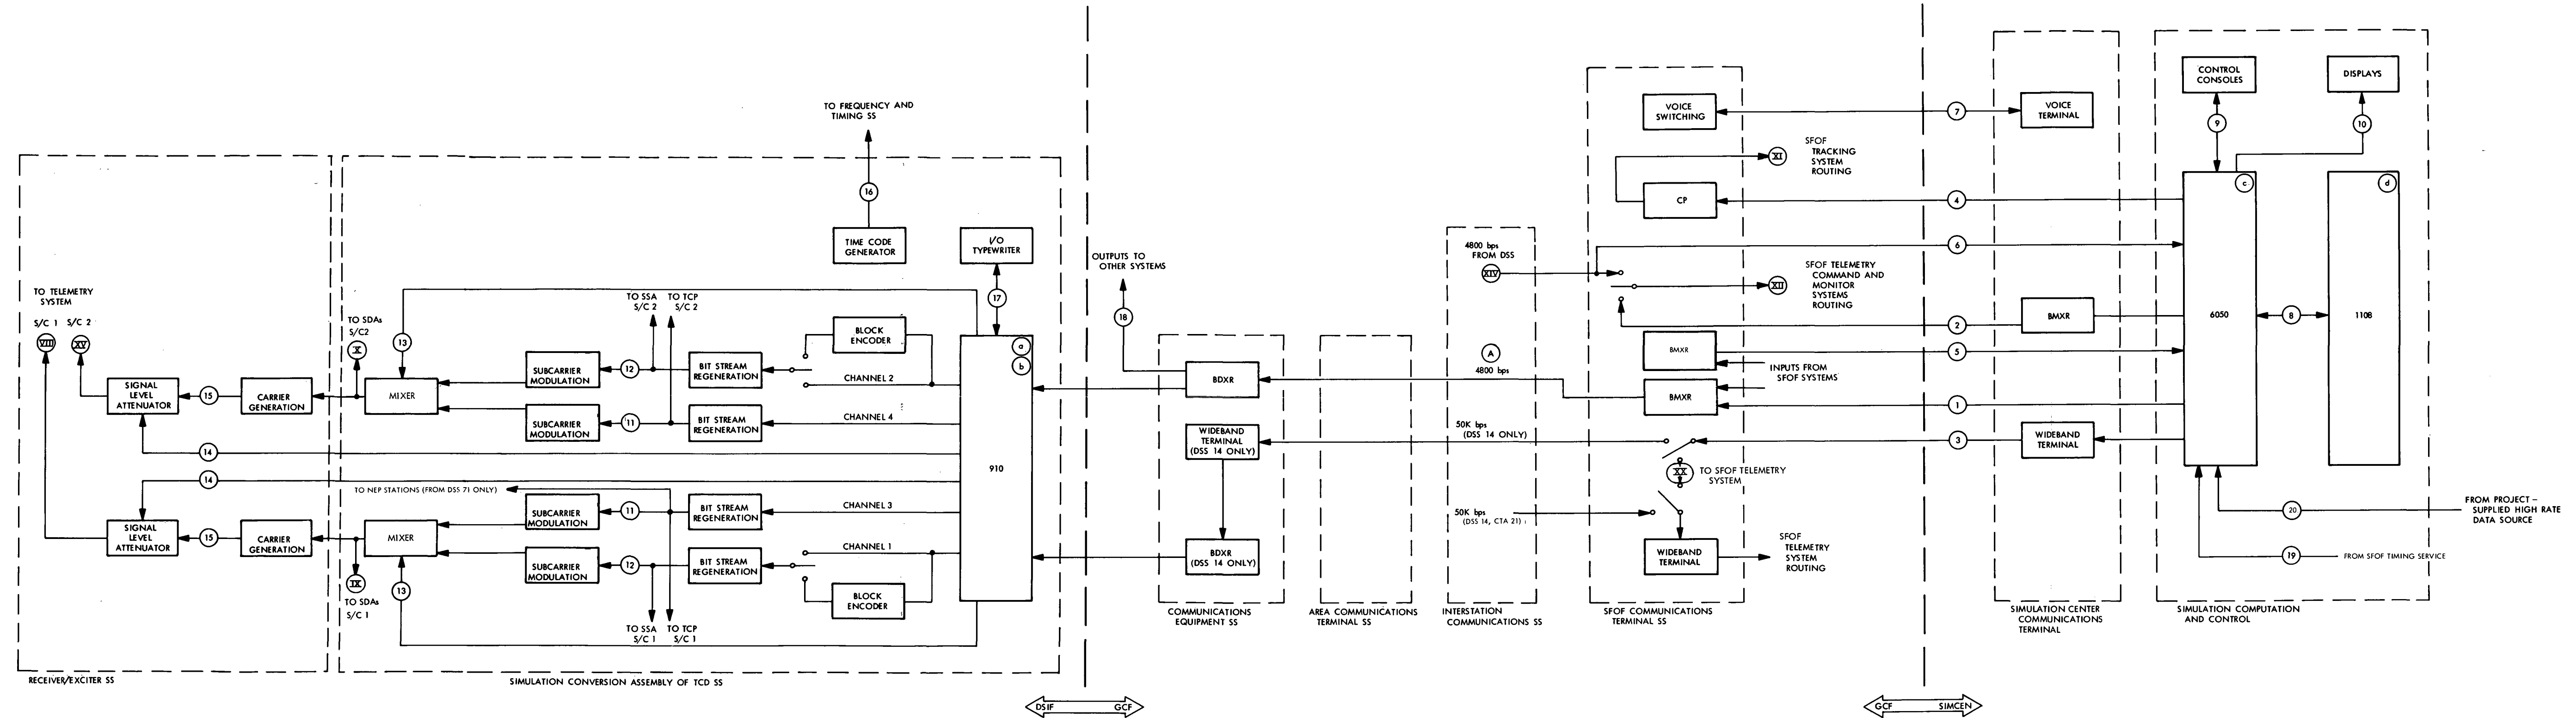 TO FREQUENCY AND
TIMING SS
16
TIME CODE
GENERATOR
I/O
TYPEWRITER
17
TO TELEMETRY
SYSTEM
S/C 1
S/C 2
VIII
XV
SIGNAL
LEVEL
ATTENUATOR
15
CARRIER
GENERATION
TO SDAs
S/C2
X
13
MIXER
SUBCARRIER
MODULATION
12
TO SSA
S/C 2
TO TCP
S/C 2
BIT STREAM
REGENERATION
BLOCK
ENCODER
CHANNEL 2
SUBCARRIER
MODULATION
11
BIT STREAM
REGENERATION
CHANNEL 4
14
14
a
b
910
TO NEP STATIONS (FROM DSS 71 ONLY)
SUBCARRIER
MODULATION
11
BIT STREAM
REGENERATION
CHANNEL 3
SIGNAL
LEVEL
ATTENUATOR
15
CARRIER
GENERATION
MIXER
IX
TO SDAs
S/C 1
13
SUBCARRIER
MODULATION
12
BIT STREAM
REGENERATION
CHANNEL 1
BLOCK
ENCODER
TO SSA
S/C 1
TO TCP
S/C 1
RECEIVER/EXCITER SS
SIMULATION CONVERSION ASSEMBLY OF TCD SS
DSIF
GCF
OUTPUTS TO
OTHER SYSTEMS
18
BDXR
WIDEBAND
TERMINAL
(DSS 14 ONLY)
BDXR
(DSS 14 ONLY)
COMMUNICATIONS
EQUIPMENT SS
AREA COMMUNICATIONS
TERMINAL SS
4800 bps
FROM DSS
XIV
A
4800 bps
50K bps
(DSS 14 ONLY)
50K bps
(DSS 14, CTA 21)
INTERSTATION
COMMUNICATIONS SS
VOICE
SWITCHING
XI
SFOF
TRACKING
SYSTEM
ROUTING
CP
XII
SFOF TELEMETRY
COMMAND AND
MONITOR
SYSTEMS
ROUTING
BMXR
INPUTS FROM
SFOF SYSTEMS
BMXR
XX
TO SFOF TELEMETRY
SYSTEM
WIDEBAND
TERMINAL
SFOF
TELEMETRY
SYSTEM
ROUTING
SFOF COMMUNICATIONS
TERMINAL SS
7
4
6
2
5
1
3
GCF
SIMCEN
VOICE
TERMINAL
BMXR
WIDEBAND
TERMINAL
SIMULATION CENTER
COMMUNICATIONS
TERMINAL
CONTROL
CONSOLES
DISPLAYS
9
10
c
6050
8
d
1108
20
FROM PROJECT –
SUPPLIED HIGH RATE
DATA SOURCE
19
FROM SFOF TIMING SERVICE
SIMULATION COMPUTATION
AND CONTROL